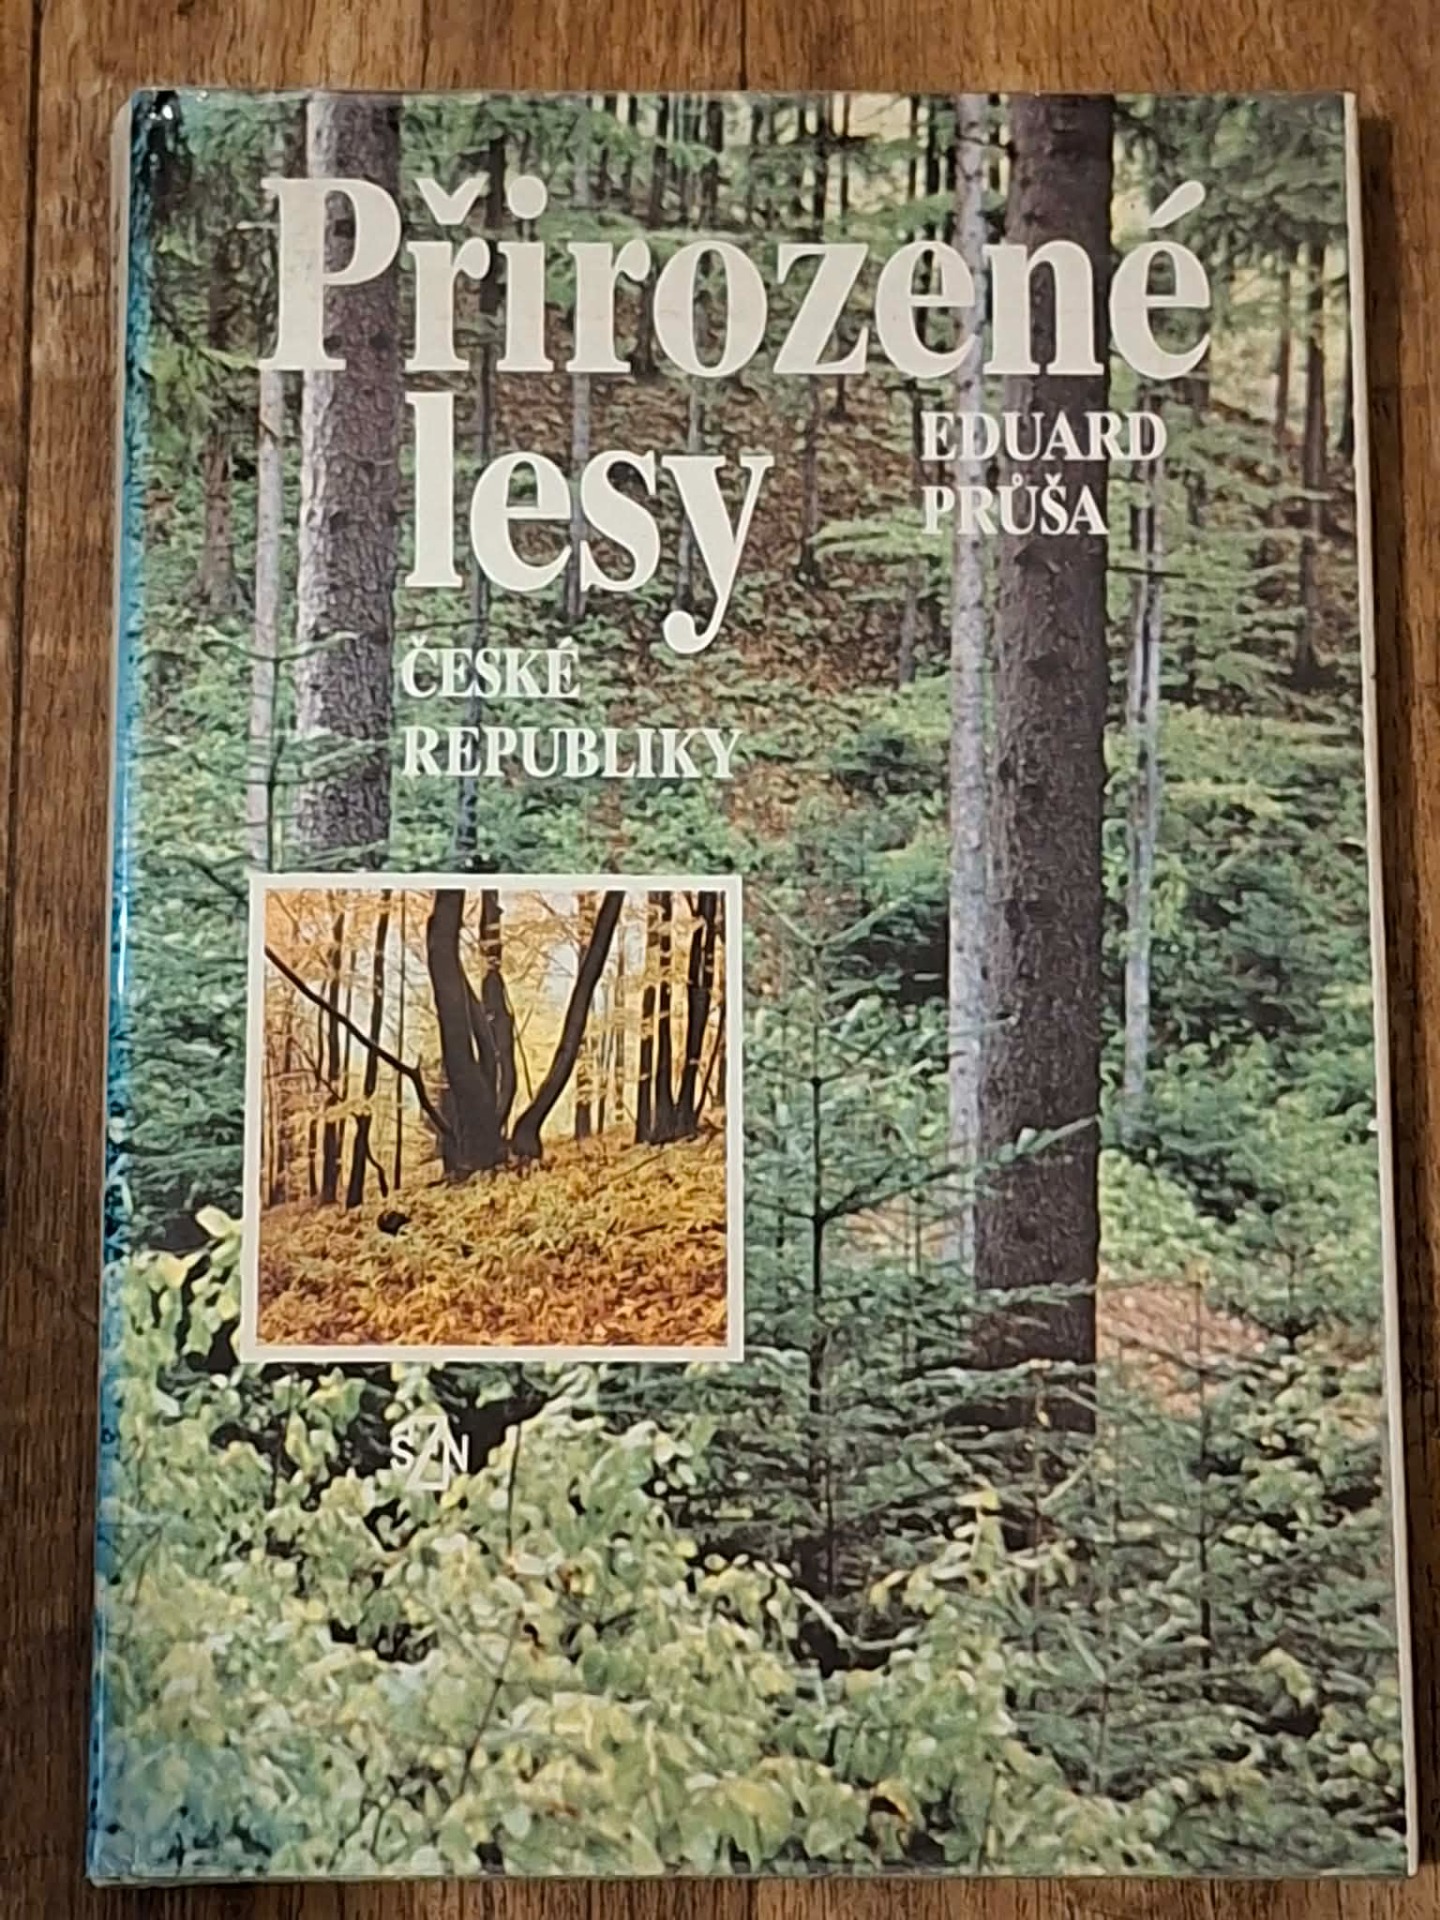 Přirozené
lesy
EDUARD
PRŮŠA
ČESKÉ
REPUBLIKY
SZN